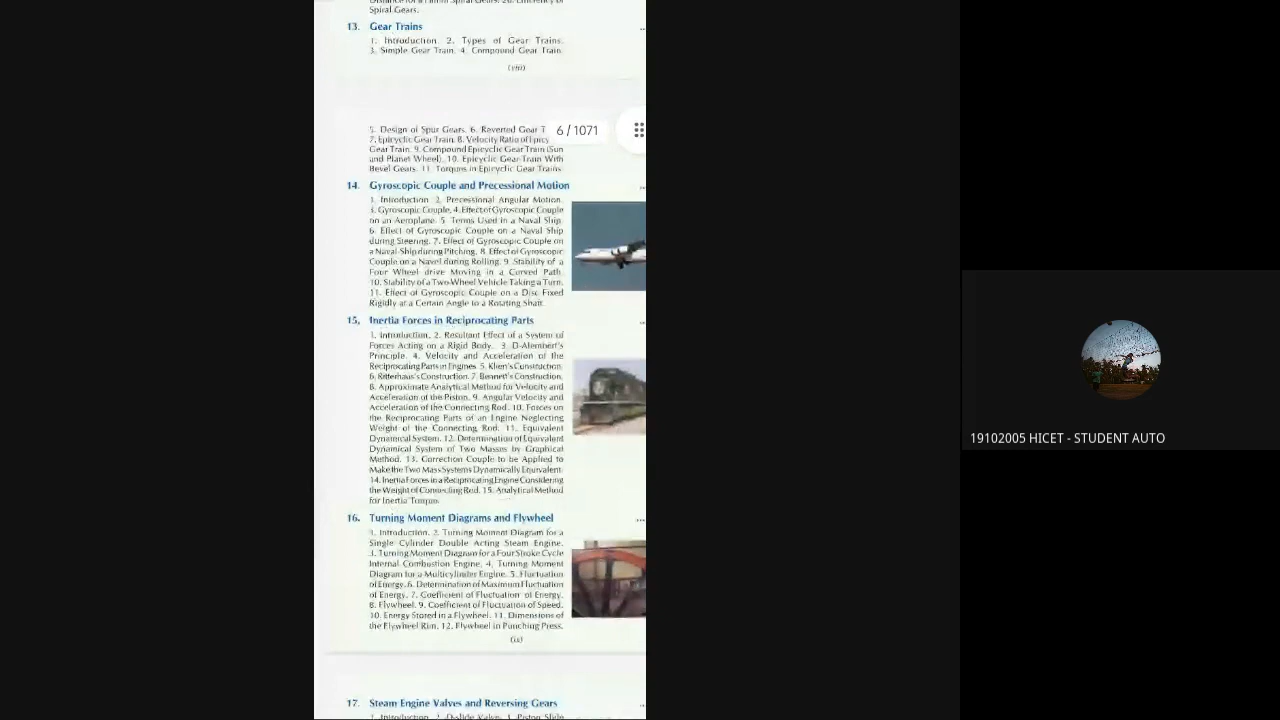 Spiral Gears.
13. Gear Trains
1. Introduction. 2. Types of Gear Trains.
3. Simple Gear Train. 4. Compound Gear Train.
(viii)
5. Design of Spur Gears. 6. Reverted Gear T
7. Epicyclic Gear Train. 8. Velocity Ratio of Epicy
Gear Train. 9. Compound Epicyclic Gear Train (Sun
and Planet Wheel). 10. Epicyclic Gear Train With
Bevel Gears. 11. Torques in Epicyclic Gear Trains.
6 / 1071
14. Gyroscopic Couple and Precessional Motion
1. Introduction. 2. Precessional Angular Motion.
3. Gyroscopic Couple. 4. Effect of Gyroscopic Couple
on an Aeroplane. 5. Terms Used in a Naval Ship.
6. Effect of Gyroscopic Couple on a Naval Ship
during Steering. 7. Effect of Gyroscopic Couple on
a Naval Ship during Pitching. 8. Effect of Gyroscopic
Couple on a Navel during Rolling. 9. Stability of a
Four Wheel drive Moving in a Curved Path.
10. Stability of a Two Wheel Vehicle Taking a Turn.
11. Effect of Gyroscopic Couple on a Disc Fixed
Rigidly at a Certain Angle to a Rotating Shaft.
15. Inertia Forces in Reciprocating Parts
1. Introduction. 2. Resultant Effect of a System of
Forces Acting on a Rigid Body. 3. D-Alembert's
Principle. 4. Velocity and Acceleration of the
Reciprocating Parts in Engines. 5. Klien's Construction.
6. Ritterhaus's Construction. 7. Bennett's Construction.
8. Approximate Analytical Method for Velocity and
Acceleration of the Piston. 9. Angular Velocity and
Acceleration of the Connecting Rod. 10. Forces on
the Reciprocating Parts of an Engine Neglecting
Weight of the Connecting Rod. 11. Equivalent
Dynamical System. 12. Determination of Equivalent
Dynamical System of Two Masses by Graphical
Method. 13. Correction Couple to be Applied to
Make the Two Mass Systems Dynamically Equivalent.
14. Inertia Forces in a Reciprocating Engine Considering
the Weight of Connecting Rod. 15. Analytical Method
for Inertia Torque.
16. Turning Moment Diagrams and Flywheel
1. Introduction. 2. Turning Moment Diagram for a
Single Cylinder Double Acting Steam Engine.
3. Turning Moment Diagram for a Four Stroke Cycle
Internal Combustion Engine. 4. Turning Moment
Diagram for a Multicylinder Engine. 5. Fluctuation
of Energy. 6. Determination of Maximum Fluctuation
of Energy. 7. Coefficient of Fluctuation of Energy.
8. Flywheel. 9. Coefficient of Fluctuation of Speed.
10. Energy Stored in a Flywheel. 11. Dimensions of
the Flywheel Rim. 12. Flywheel in Punching Press.
(ix)
17. Steam Engine Valves and Reversing Gears
1. Introduction. 2. D-slide Valve. 3. Piston Slide
19102005 HICET - STUDENT AUTO